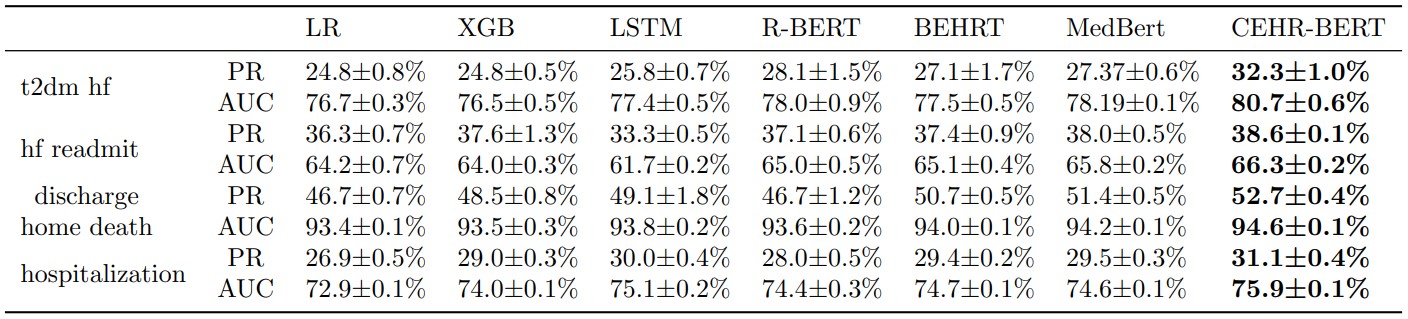 LR XGB LSTM R-BERT BEHRT MedBert CEHR-BERT
t2dm hf PR 24.8±0.8% 24.8±0.5% 25.8±0.7% 28.1±1.5% 27.1±1.7% 27.37±0.6% 32.3±1.0%
AUC 76.7±0.3% 76.5±0.5% 77.4±0.5% 78.0±0.9% 77.5±0.5% 78.19±0.1% 80.7±0.6%
hf readmit PR 36.3±0.7% 37.6±1.3% 33.3±0.5% 37.1±0.6% 37.4±0.9% 38.0±0.5% 38.6±0.1%
AUC 64.2±0.7% 64.0±0.3% 61.7±0.2% 65.0±0.5% 65.1±0.4% 65.8±0.2% 66.3±0.2%
discharge PR 46.7±0.7% 48.5±0.8% 49.1±1.8% 46.7±1.2% 50.7±0.5% 51.4±0.5% 52.7±0.4%
home death AUC 93.4±0.1% 93.5±0.3% 93.8±0.2% 93.6±0.2% 94.0±0.1% 94.2±0.1% 94.6±0.1%
hospitalization PR 26.9±0.5% 29.0±0.3% 30.0±0.4% 28.0±0.5% 29.4±0.2% 29.5±0.3% 31.1±0.4%
AUC 72.9±0.1% 74.0±0.1% 75.1±0.2% 74.4±0.3% 74.7±0.1% 74.6±0.1% 75.9±0.1%